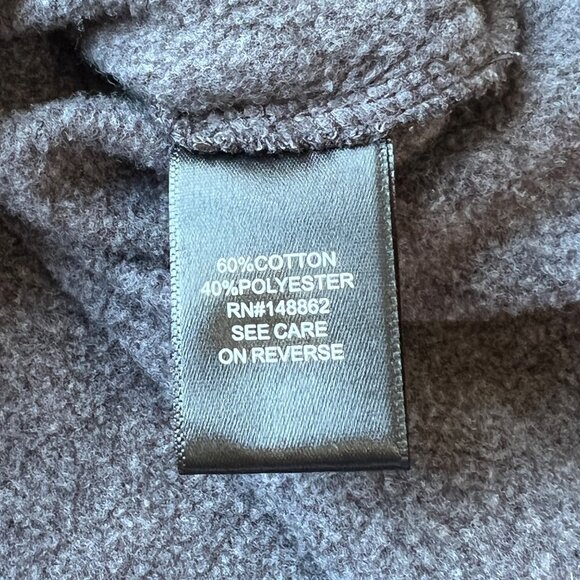 60%COTTON
40%POLYESTER
RN#148862
SEE CARE
ON REVERSE